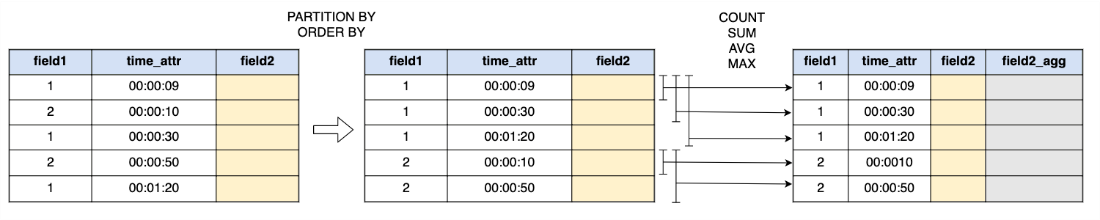 PARTITION BY
ORDER BY
COUNT
SUM
AVG
MAX
field1 time_attr field2
1 00:00:09
2 00:00:10
1 00:00:30
2 00:00:50
1 00:01:20
field1 time_attr field2
1 00:00:09
1 00:00:30
1 00:01:20
2 00:00:10
2 00:00:50
field1 time_attr field2 field2_agg
1 00:00:09
1 00:00:30
1 00:01:20
2 00:0010
2 00:00:50